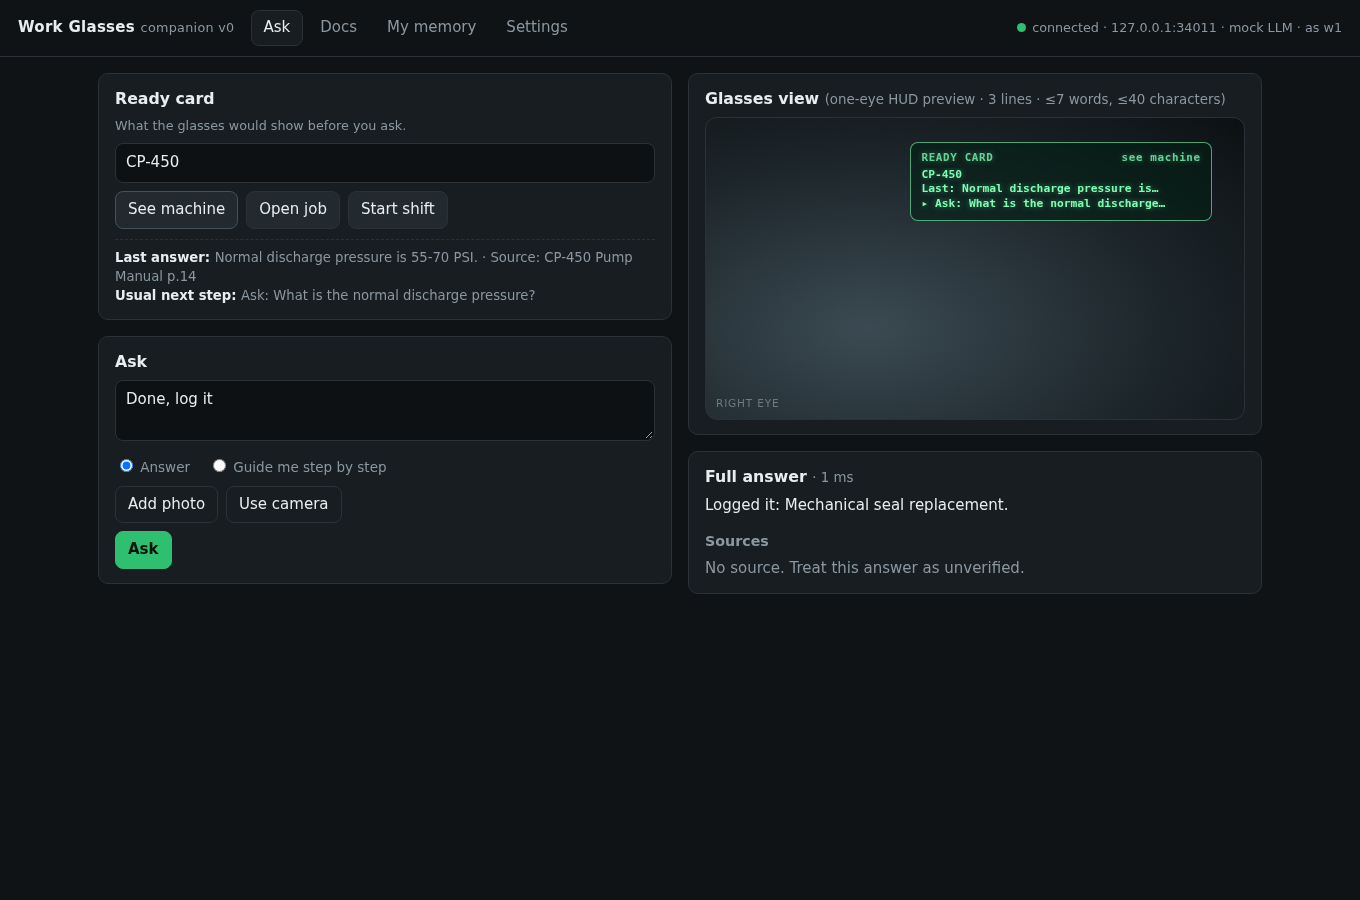 Work Glasses companion v0
Ask
Docs
My memory
Settings
connected · 127.0.0.1:34011 · mock LLM · as w1
Ready card
What the glasses would show before you ask.
CP-450
See machine
Open job
Start shift
Last answer: Normal discharge pressure is 55-70 PSI. · Source: CP-450 Pump
Manual p.14
Usual next step: Ask: What is the normal discharge pressure?
Ask
Done, log it
Answer
Guide me step by step
Add photo
Use camera
Ask
Glasses view (one-eye HUD preview · 3 lines · ≤7 words, ≤40 characters)
READY CARD
see machine
CP-450
Last: Normal discharge pressure is…
▸ Ask: What is the normal discharge…
RIGHT EYE
Full answer · 1 ms
Logged it: Mechanical seal replacement.
Sources
No source. Treat this answer as unverified.